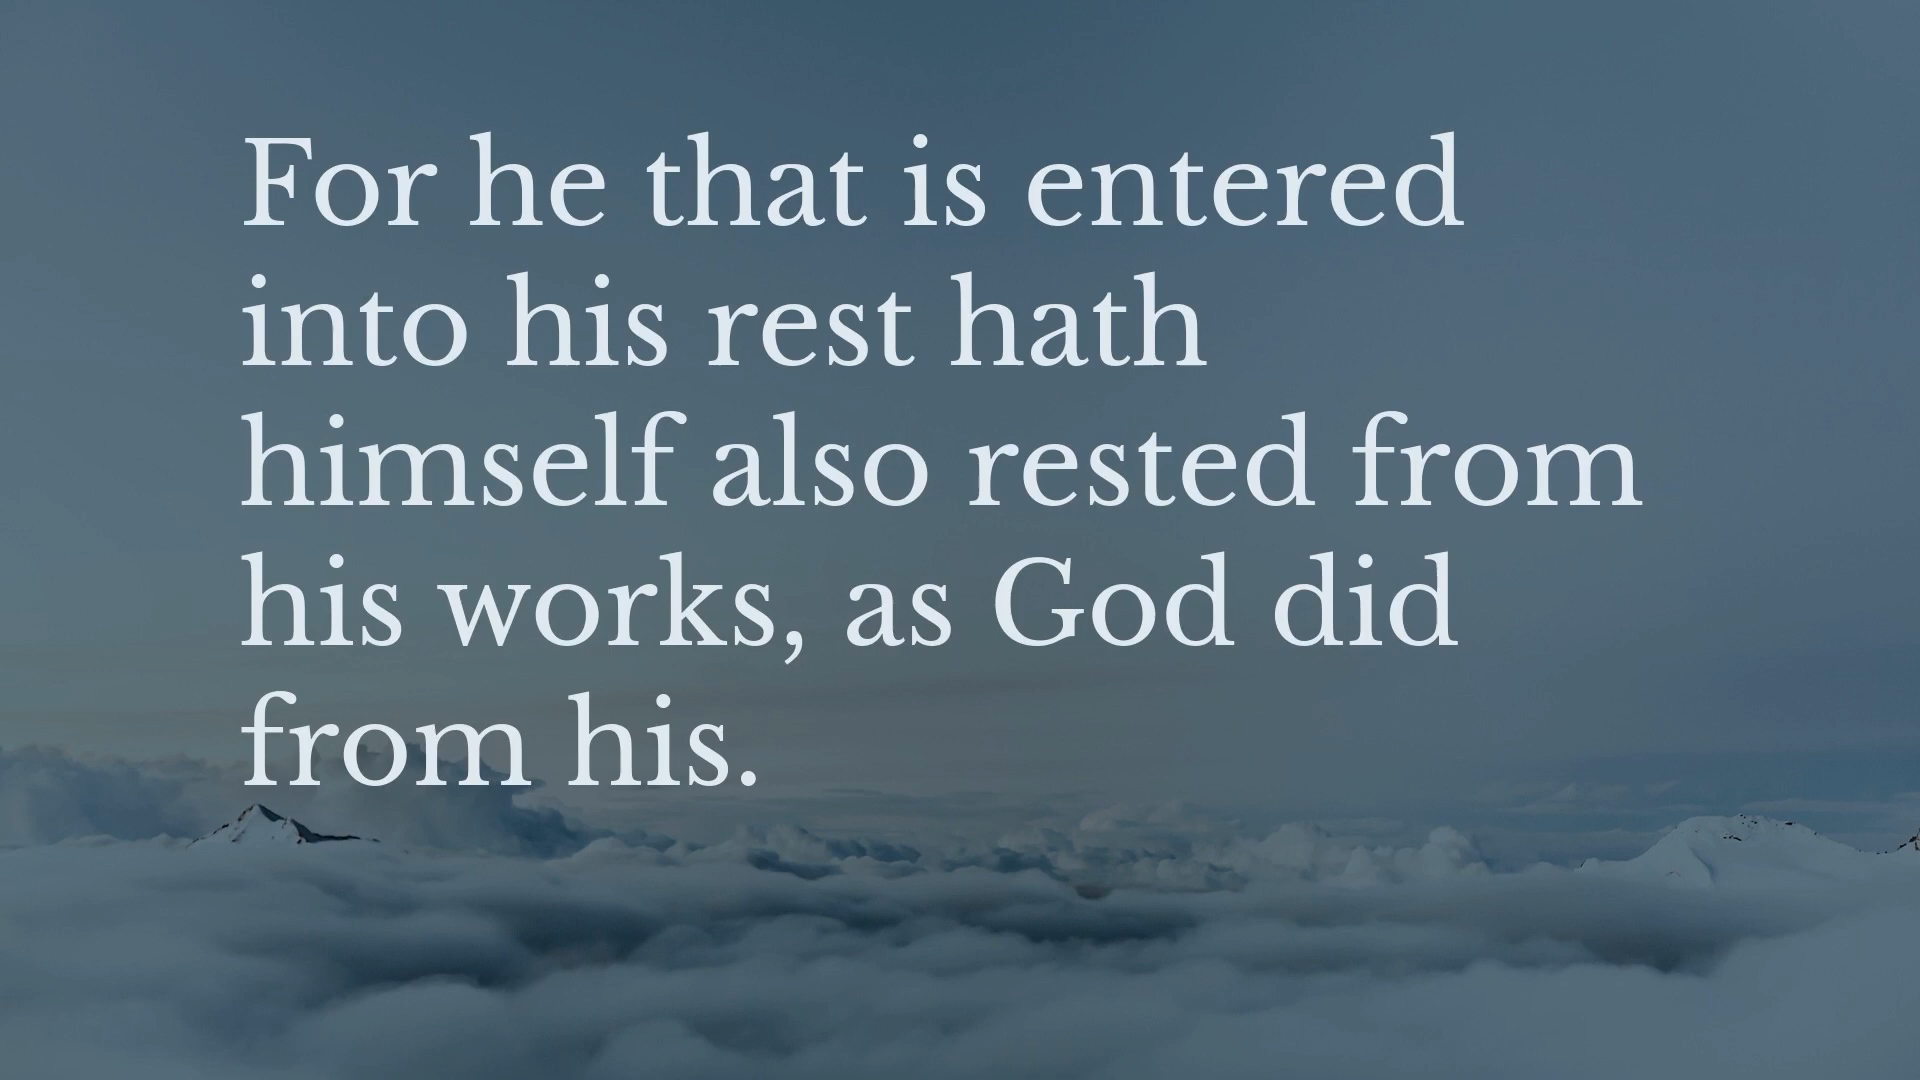 For he that is entered
into his rest hath
himself also rested from
his works, as God did
from his.